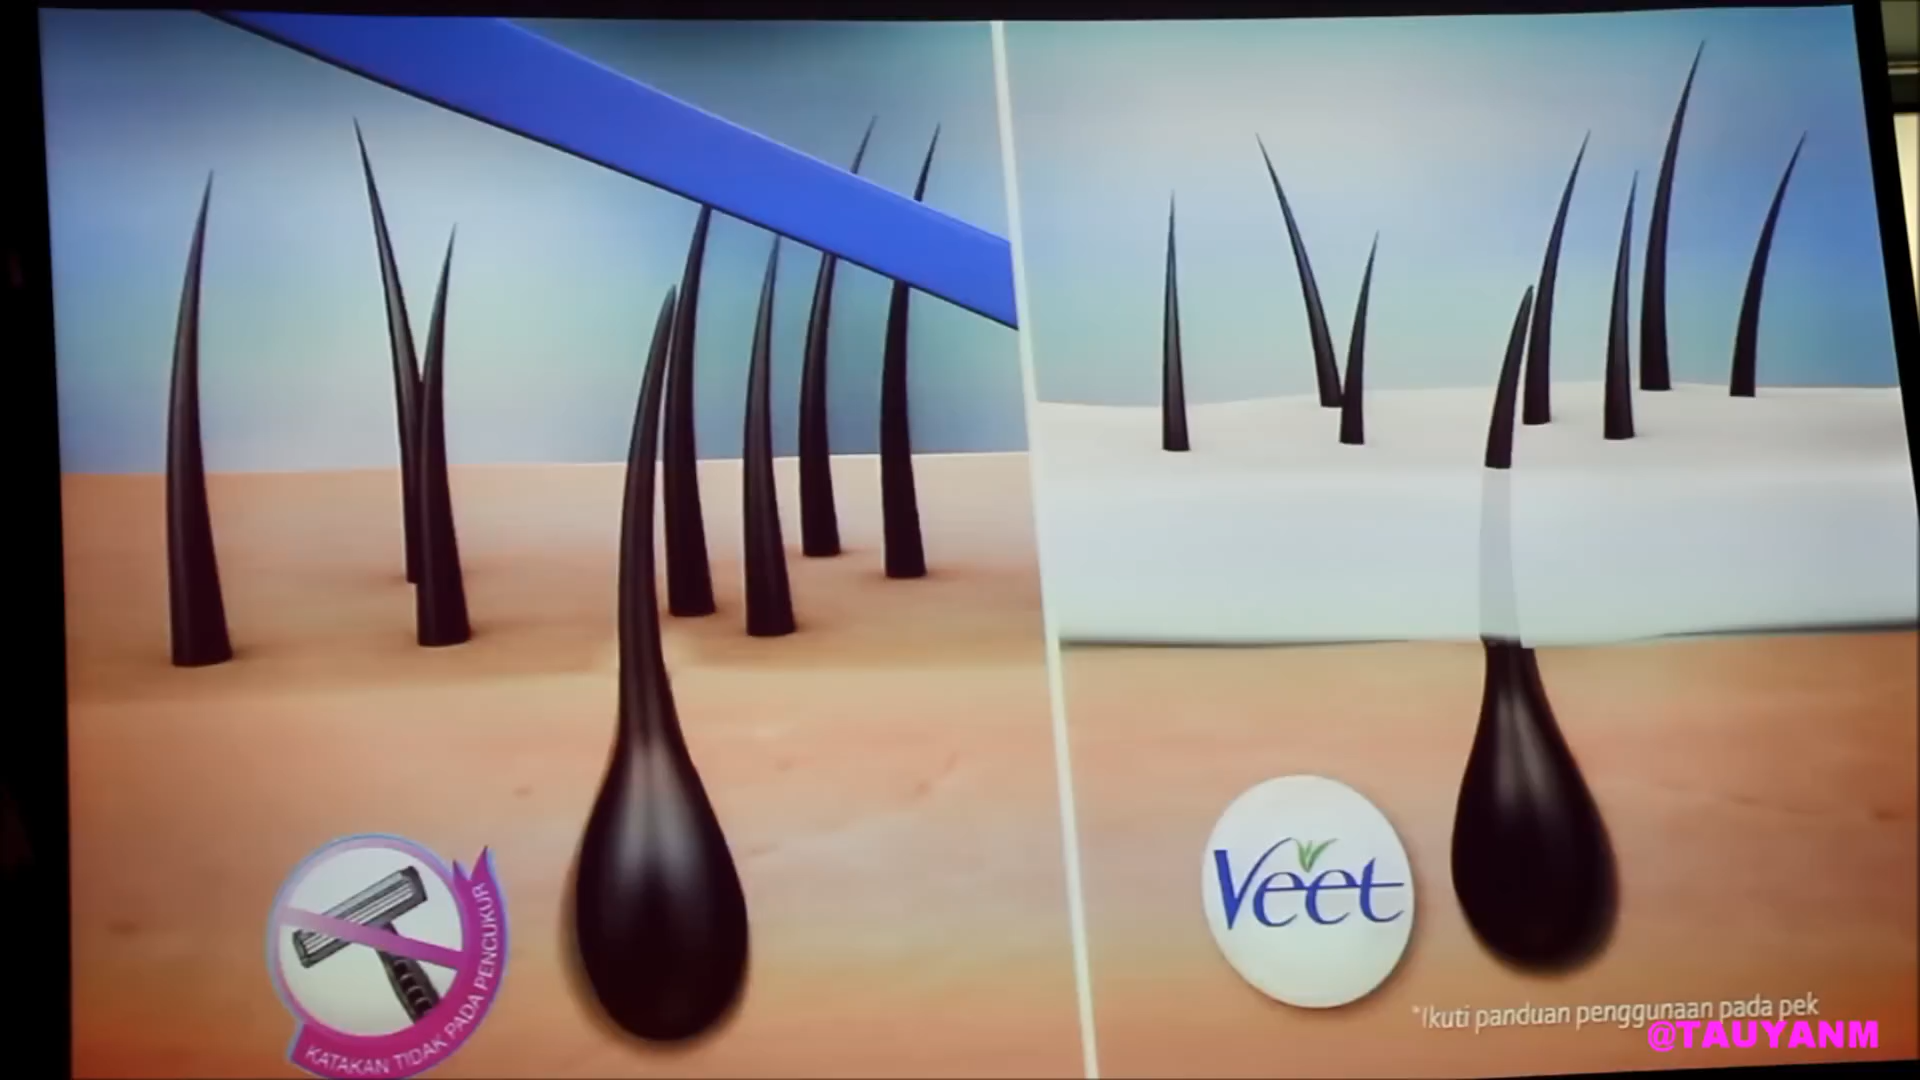 KATAKAN TIDAK PADA PENCUKUR
Veet
*Ikuti panduan penggunaan pada pek
@TAUYANM